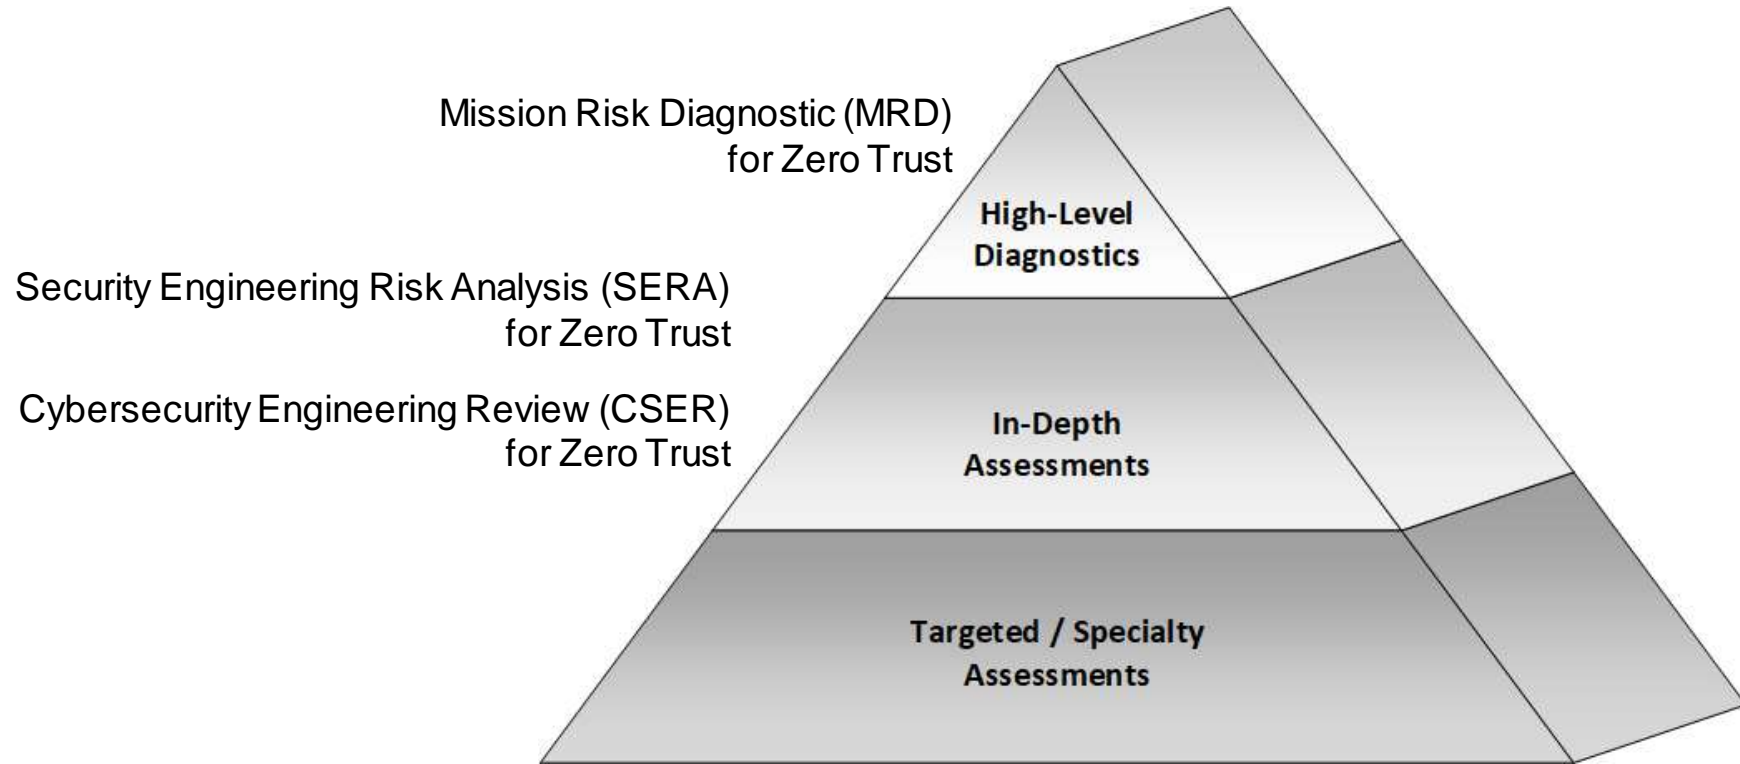 Mission Risk Diagnostic (MRD)
for Zero Trust
High-Level
Diagnostics
Security Engineering Risk Analysis (SERA)
for Zero Trust
Cybersecurity Engineering Review (CSER)
for Zero Trust
In-Depth
Assessments
Targeted / Specialty
Assessments